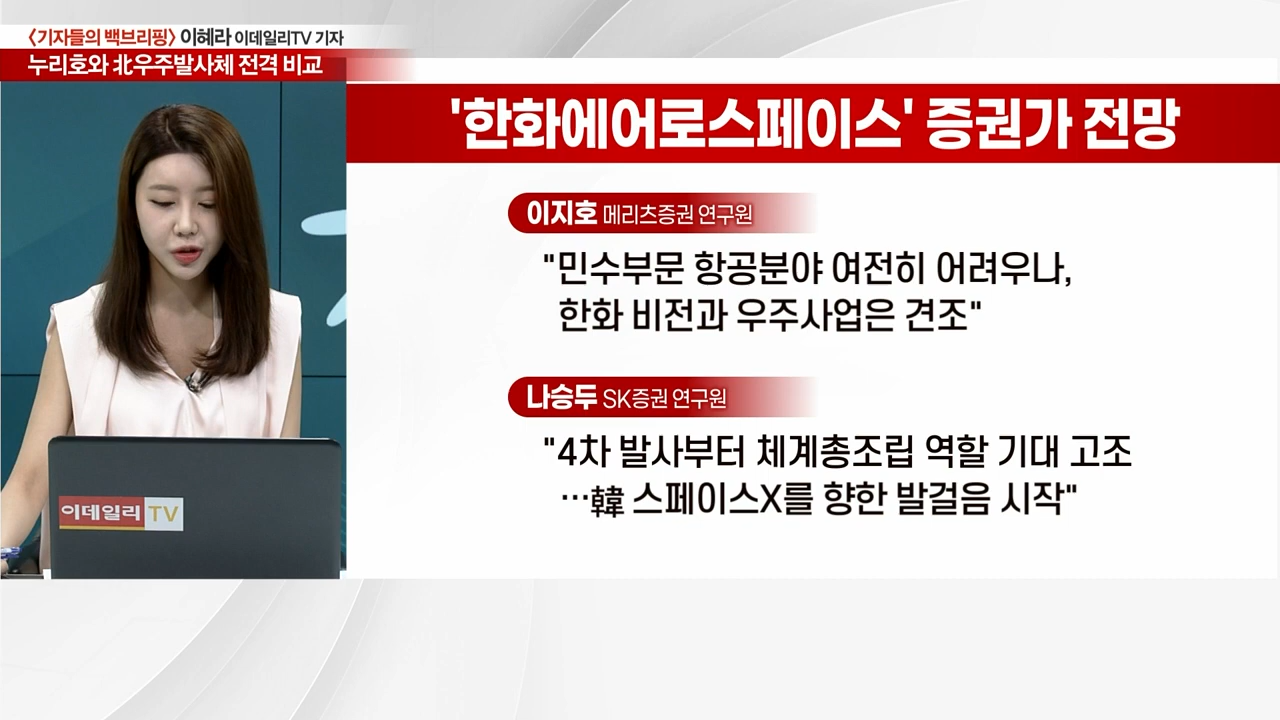 〈기자들의 백브리핑〉 이혜라 이데일리TV 기자
누리호와 北우주발사체 전격 비교
'한화에어로스페이스' 증권가 전망
이지호 메리츠증권 연구원
"민수부문 항공분야 여전히 어려우나,
한화 비전과 우주사업은 견조"
나승두 SK증권 연구원
"4차 발사부터 체계총조립 역할 기대 고조
…韓 스페이스X를 향한 발걸음 시작"
이데일리TV